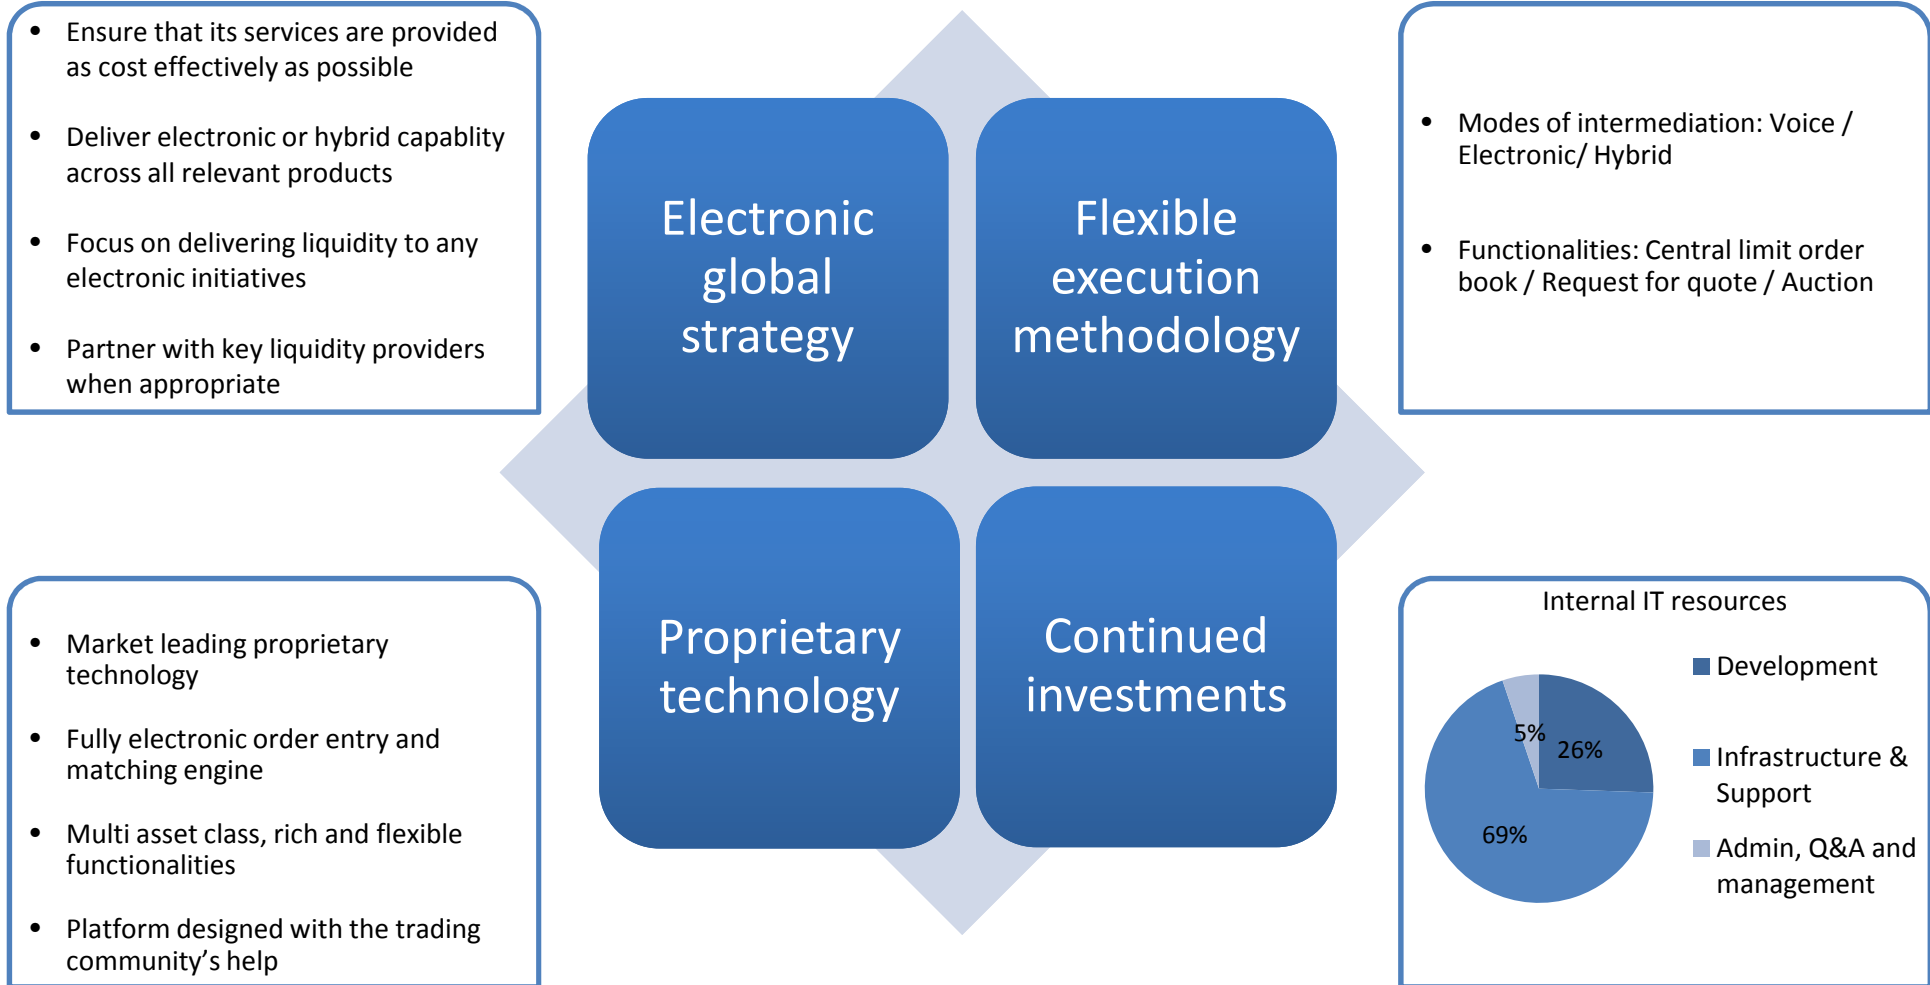 • Ensure that its services are provided
as cost effectively as possible
• Deliver electronic or hybrid capablity
across all relevant products
• Focus on delivering liquidity to any
electronic initiatives
• Partner with key liquidity providers
when appropriate
Electronic
global
strategy
Flexible
execution
methodology
• Modes of intermediation: Voice /
Electronic/ Hybrid
• Functionalities: Central limit order
book / Request for quote / Auction
• Market leading proprietary
technology
• Fully electronic order entry and
matching engine
• Multi asset class, rich and flexible
functionalities
• Platform designed with the trading
community’s help
Proprietary
technology
Continued
investments
Internal IT resources
5%
26%
69%
Development
Infrastructure &
Support
Admin, Q&A and
management